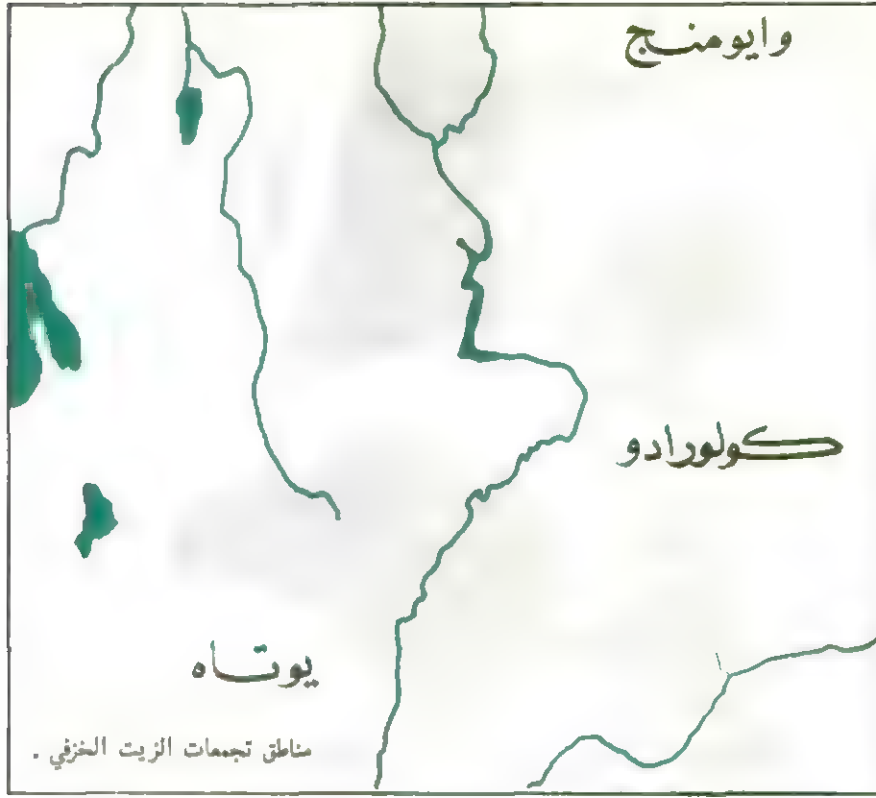 وايومنج
كولورادو
يوتاه
مناطق تجمعات الزيت الخزفي .